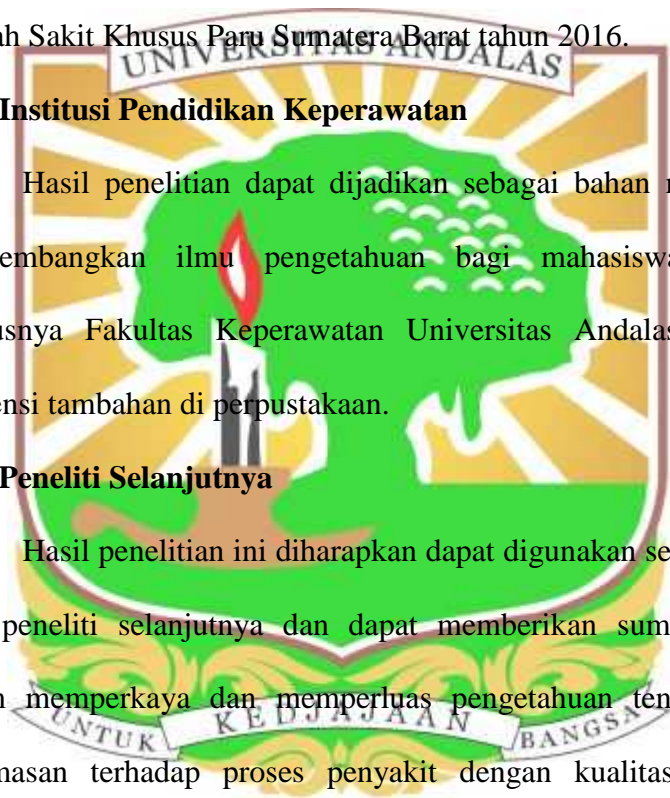 ah Sakit Khusus Paru Sumatera Barat tahun 2016.
UNIVERSITAS ANDALAS
Institusi Pendidikan Keperawatan
Hasil penelitian dapat dijadikan sebagai bahan
embangkan ilmu pengetahuan bagi mahasiswa
usnya Fakultas Keperawatan Universitas Andalas
ensi tambahan di perpustakaan.
Peneliti Selanjutnya
Hasil penelitian ini diharapkan dapat digunakan se
peneliti selanjutnya dan dapat memberikan sum
memperkaya dan memperluas pengetahuan ten
UNTUK KEDJAJAAN BANGSA
masan terhadap proses penyakit dengan kualitas